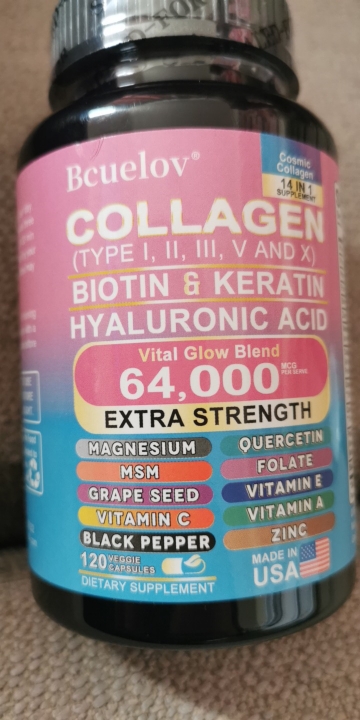 Bcuelov®
Cosmic
Collagen
14 IN 1
SUPPLEMENT
COLLAGEN
(TYPE I, II, III, V AND X)
BIOTIN & KERATIN
HYALURONIC ACID
Vital Glow Blend
64,000 MCG
PER SERVING
EXTRA STRENGTH
MAGNESIUM QUERCETIN
MSM FOLATE
GRAPE SEED VITAMIN E
VITAMIN C VITAMIN A
BLACK PEPPER ZINC
120 VEGGIE
CAPSULES
DIETARY SUPPLEMENT
MADE IN
USA